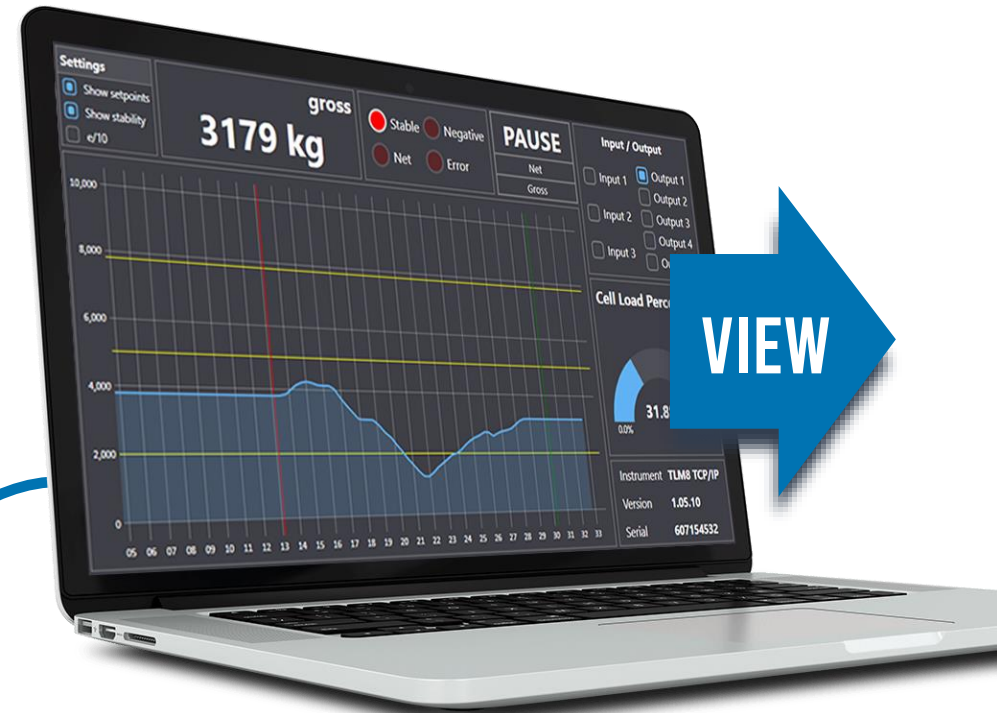 Settings
Show setpoints
Show stability
e/10
gross
3179 kg
Stable
Negative
Net
Error
PAUSE
Net
Gross
Input / Output
Input 1
Output 1
Output 2
Input 2
Output 3
Output 4
Input 3
10,000
8,000
6,000
4,000
2,000
0
05 06 07 08 09 10 11 12 13 14 15 16 17 18 19 20 21 22 23 24 25 26 27 28 29 30 31 32 33
Cell Load
0.0%
VIEW
Instrument TLM8 TCP/IP
Version 1.05.10
Serial 607154532